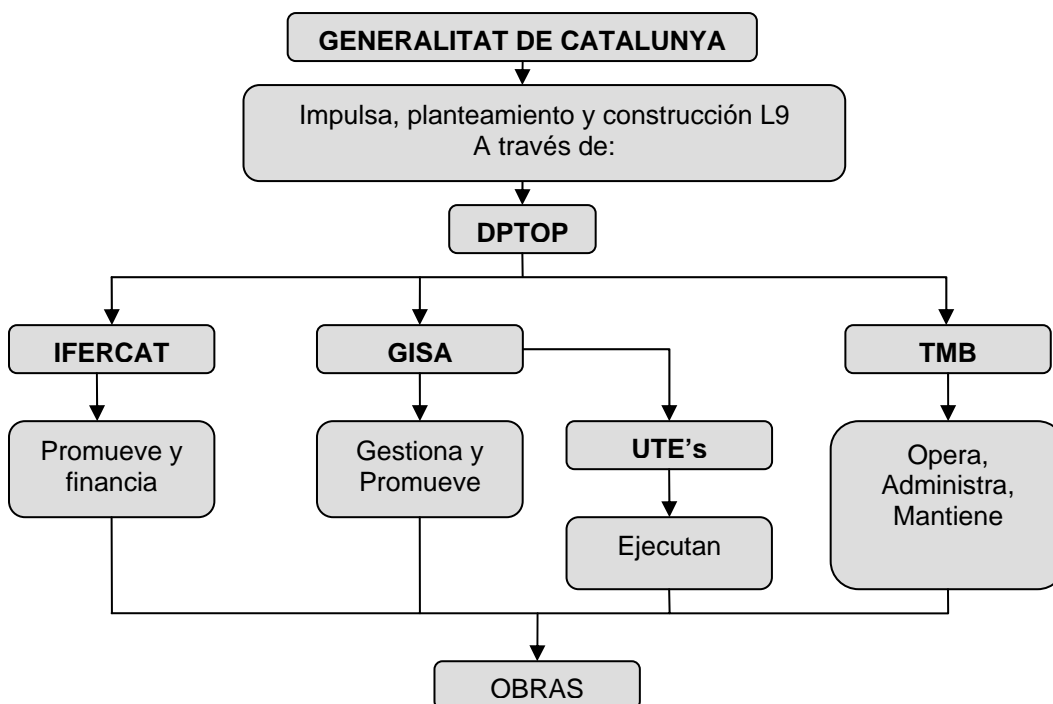 GENERALITAT DE CATALUNYA
Impulsa, planteamiento y construcción L9
A través de:
DPTOP
IFERCAT
GISA
TMB
Promueve y
financia
Gestiona y
Promueve
UTE’s
Opera,
Administra,
Mantiene
Ejecutan
OBRAS